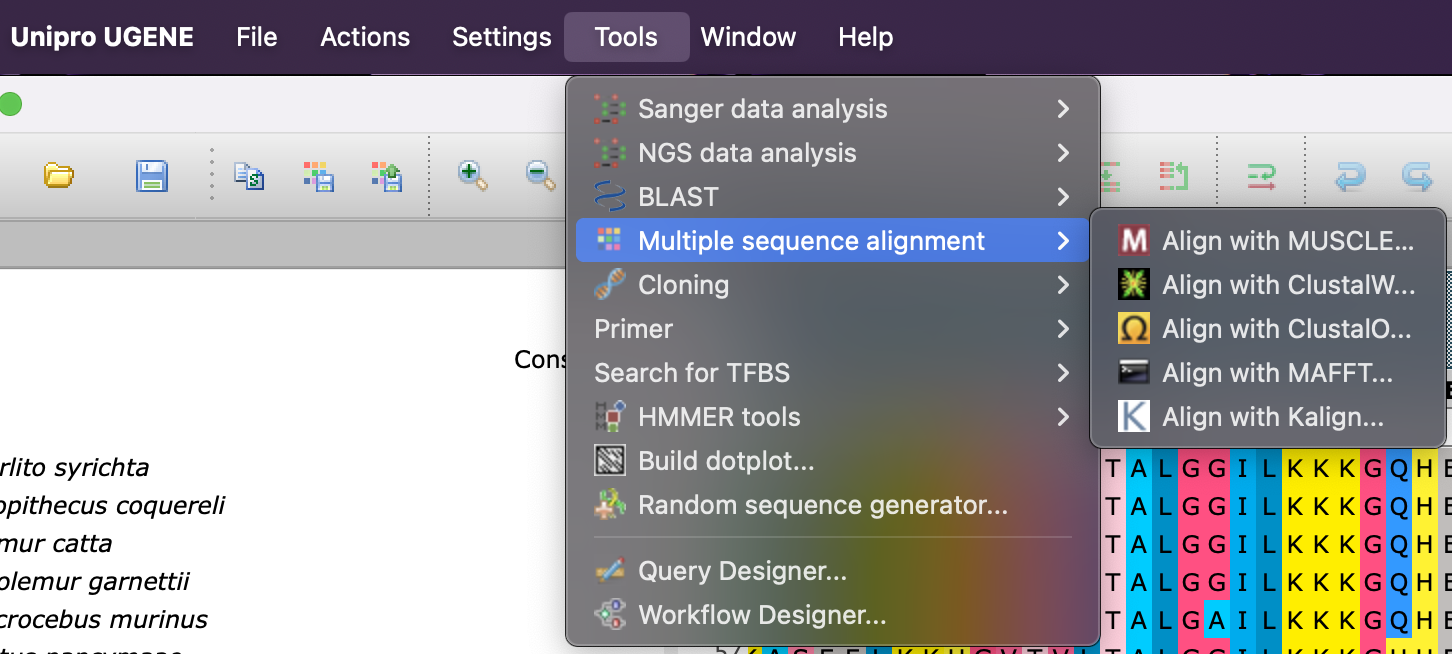 Unipro UGENE File Actions Settings Tools Window Help
Sanger data analysis
NGS data analysis
BLAST
Multiple sequence alignment
Cloning
Primer
Search for TFBS
HMMER tools
Build dotplot...
Random sequence generator...
Query Designer...
Workflow Designer...
Align with MUSCLE...
Align with ClustalW...
Align with ClustalO...
Align with MAFFT...
Align with Kalign...
Cons
rlito syrichta
opithecus coquereli
mur catta
olemur garnettii
crocebus murinus
T A L G G I L K K K G Q H E
T A L G G I L K K K G Q H E
T A L G G I L K K K G Q H E
T A L G G I L K K K G Q H E
T A L G A I L K K K G Q H E